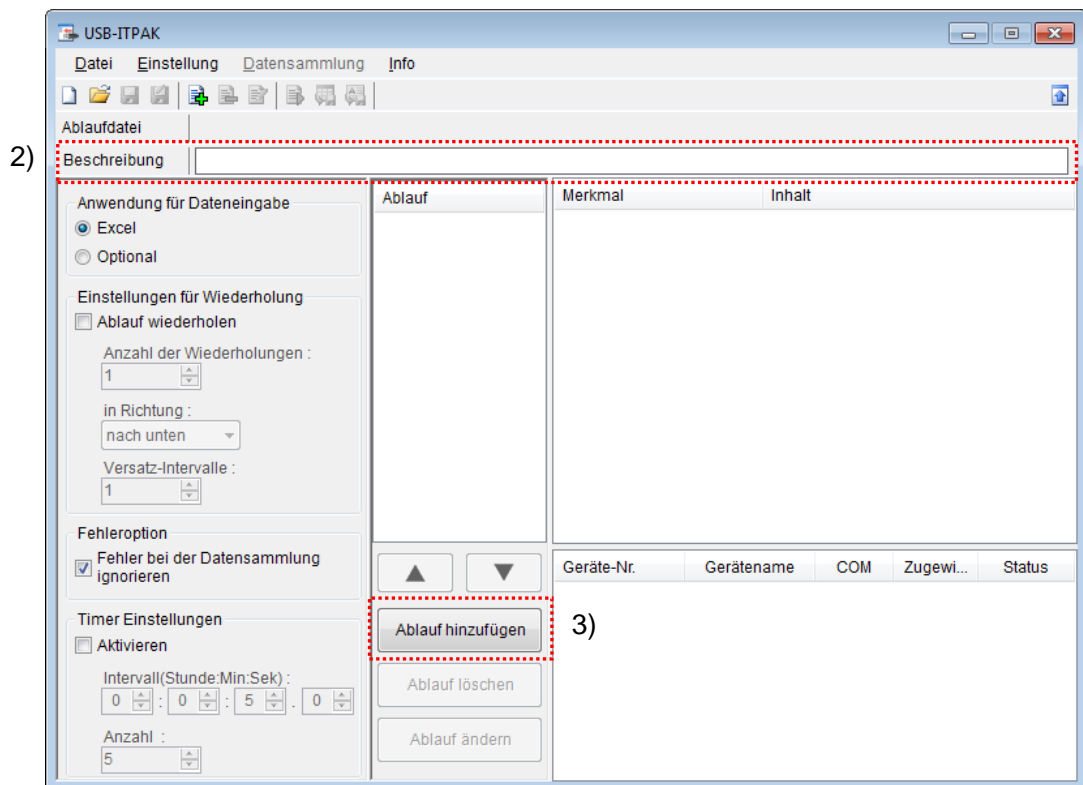 USB-ITPAK
Datei Einstellung Datensammlung Info
Ablaufdatei
2)
Beschreibung
Anwendung für Dateneingabe
Excel
Optional
Einstellungen für Wiederholung
Ablauf wiederholen
Anzahl der Wiederholungen :
1
in Richtung :
nach unten
Versatz-Intervalle :
1
Fehleroption
Fehler bei der Datensammlung
ignorieren
Timer Einstellungen
Aktivieren
Intervall(Stunde:Min:Sek) :
0 : 0 : 5 . 0
Anzahl :
5
Ablauf
Ablauf hinzufügen
3)
Ablauf löschen
Ablauf ändern
Merkmal Inhalt
Geräte-Nr. Gerätename COM Zugewi... Status